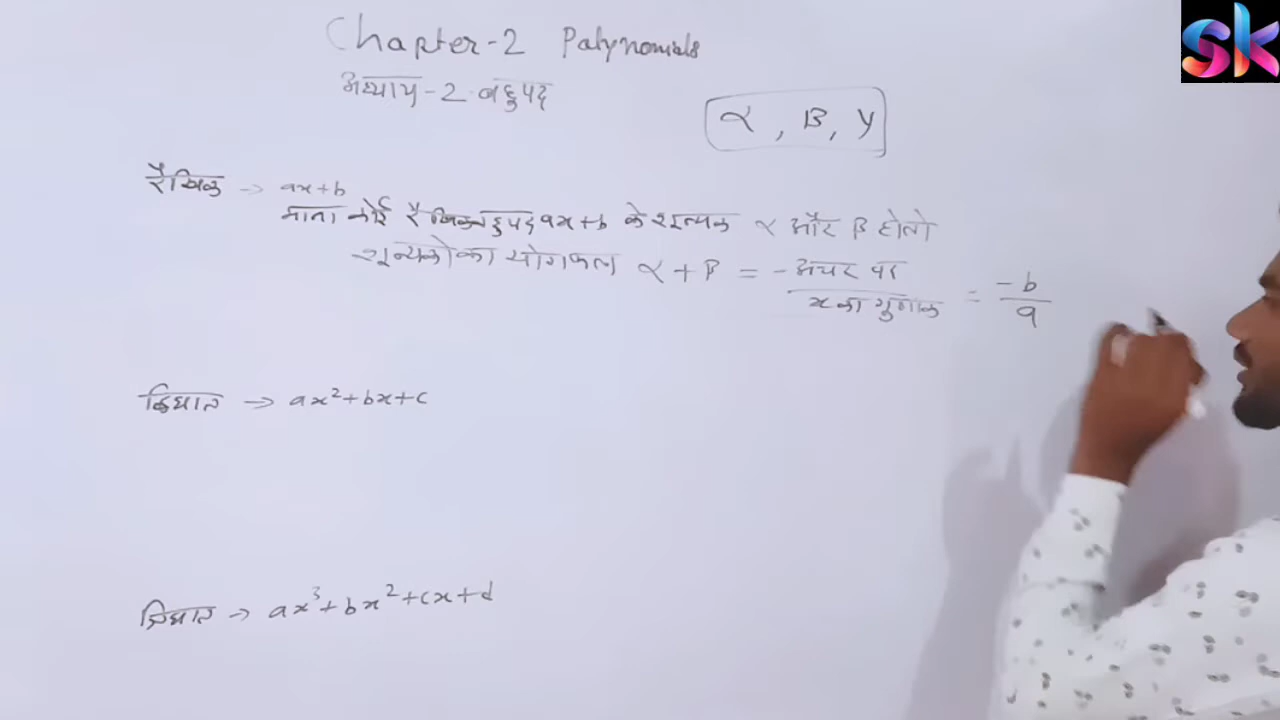 Chapter-2 Palynomials
अध्याय-2 बहुपद
α, β, γ
रैखिक → ax+b
माना कोई रैखिक बहुपद ax+b के शून्यक α और β हो तो
शून्यकों का योगफल α + β = - अचर पद / x का गुणांक = -b/a
द्विघात → ax²+bx+c
त्रिघात → ax³+bx²+cx+d
sk